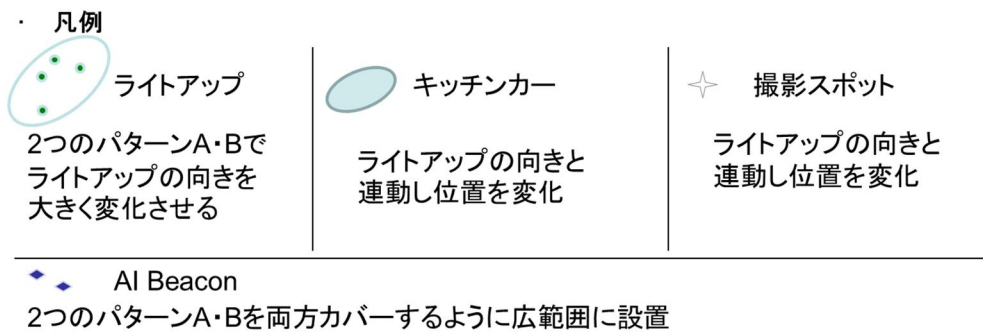 ・ 凡例
ライトアップ
2つのパターンA・Bで
ライトアップの向きを
大きく変化させる
キッチンカー
ライトアップの向きと
連動し位置を変化
撮影スポット
ライトアップの向きと
連動し位置を変化
AI Beacon
2つのパターンA・Bを両方カバーするように広範囲に設置